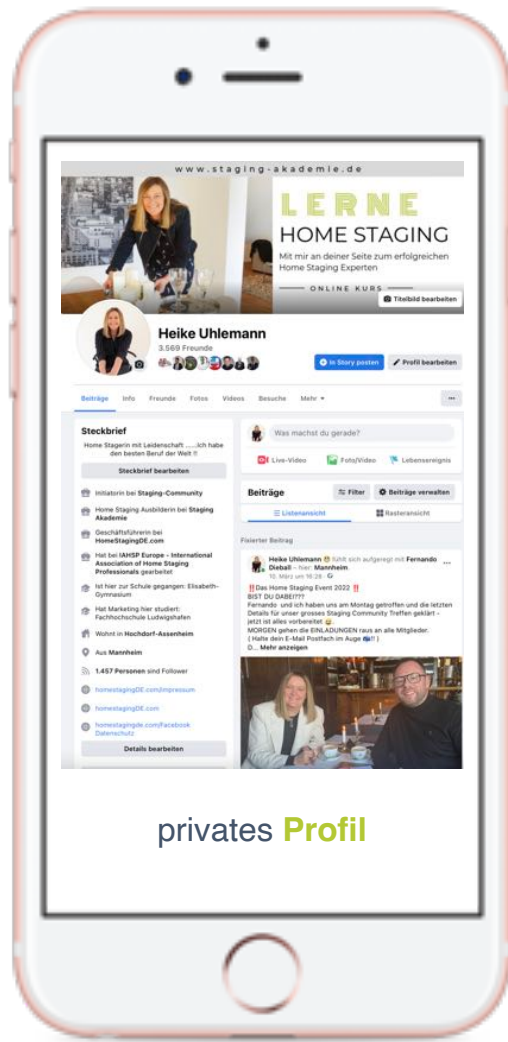 www.staging-akademie.de
LERNE
HOME STAGING
Mit mir an deiner Seite zum erfolgreichen
Home Staging Experten
ONLINE KURS
Titelbild bearbeiten
Heike Uhlemann
3.569 Freunde
In Story posten
Profil bearbeiten
Beiträge Info Freunde Fotos Videos Besuche Mehr
Steckbrief
Home Stagerin mit Leidenschaft ......Ich habe
den besten Beruf der Welt !!
Steckbrief bearbeiten
Initiatorin bei Staging-Community
Home Staging Ausbilderin bei Staging
Akademie
Geschäftsführerin bei
HomeStagingDE.com
Hat bei IAHSP Europe - International
Association of Home Staging
Professionals gearbeitet
Ist hier zur Schule gegangen: Elisabeth-
Gymnasium
Hat Marketing hier studiert:
Fachhochschule Ludwigshafen
Wohnt in Hochdorf-Assenheim
Aus Mannheim
1.457 Personen sind Follower
homestagingDE.com/impressum
homestagingDE.com
homestagingde.com/Facebook
Datenschutz
Details bearbeiten
Was machst du gerade?
Live-Video Foto/Video Lebensereignis
Beiträge Filter Beiträge verwalten
Listenansicht Rasteransicht
Fixierter Beitrag
Heike Uhlemann fühlt sich aufgeregt mit Fernando
Dieball – hier: Mannheim
10. März um 16:28
‼️Das Home Staging Event 2022 ‼️
BIST DU DABEI???
Fernando und ich haben uns am Montag getroffen und die letzten
Details für unser grosses Staging Community Treffen geklärt -
jetzt ist alles vorbereitet
MORGEN gehen die EINLADUNGEN raus an alle Mitglieder.
( Halte dein E-Mail Postfach im Auge !! )
D... Mehr anzeigen
privates Profil